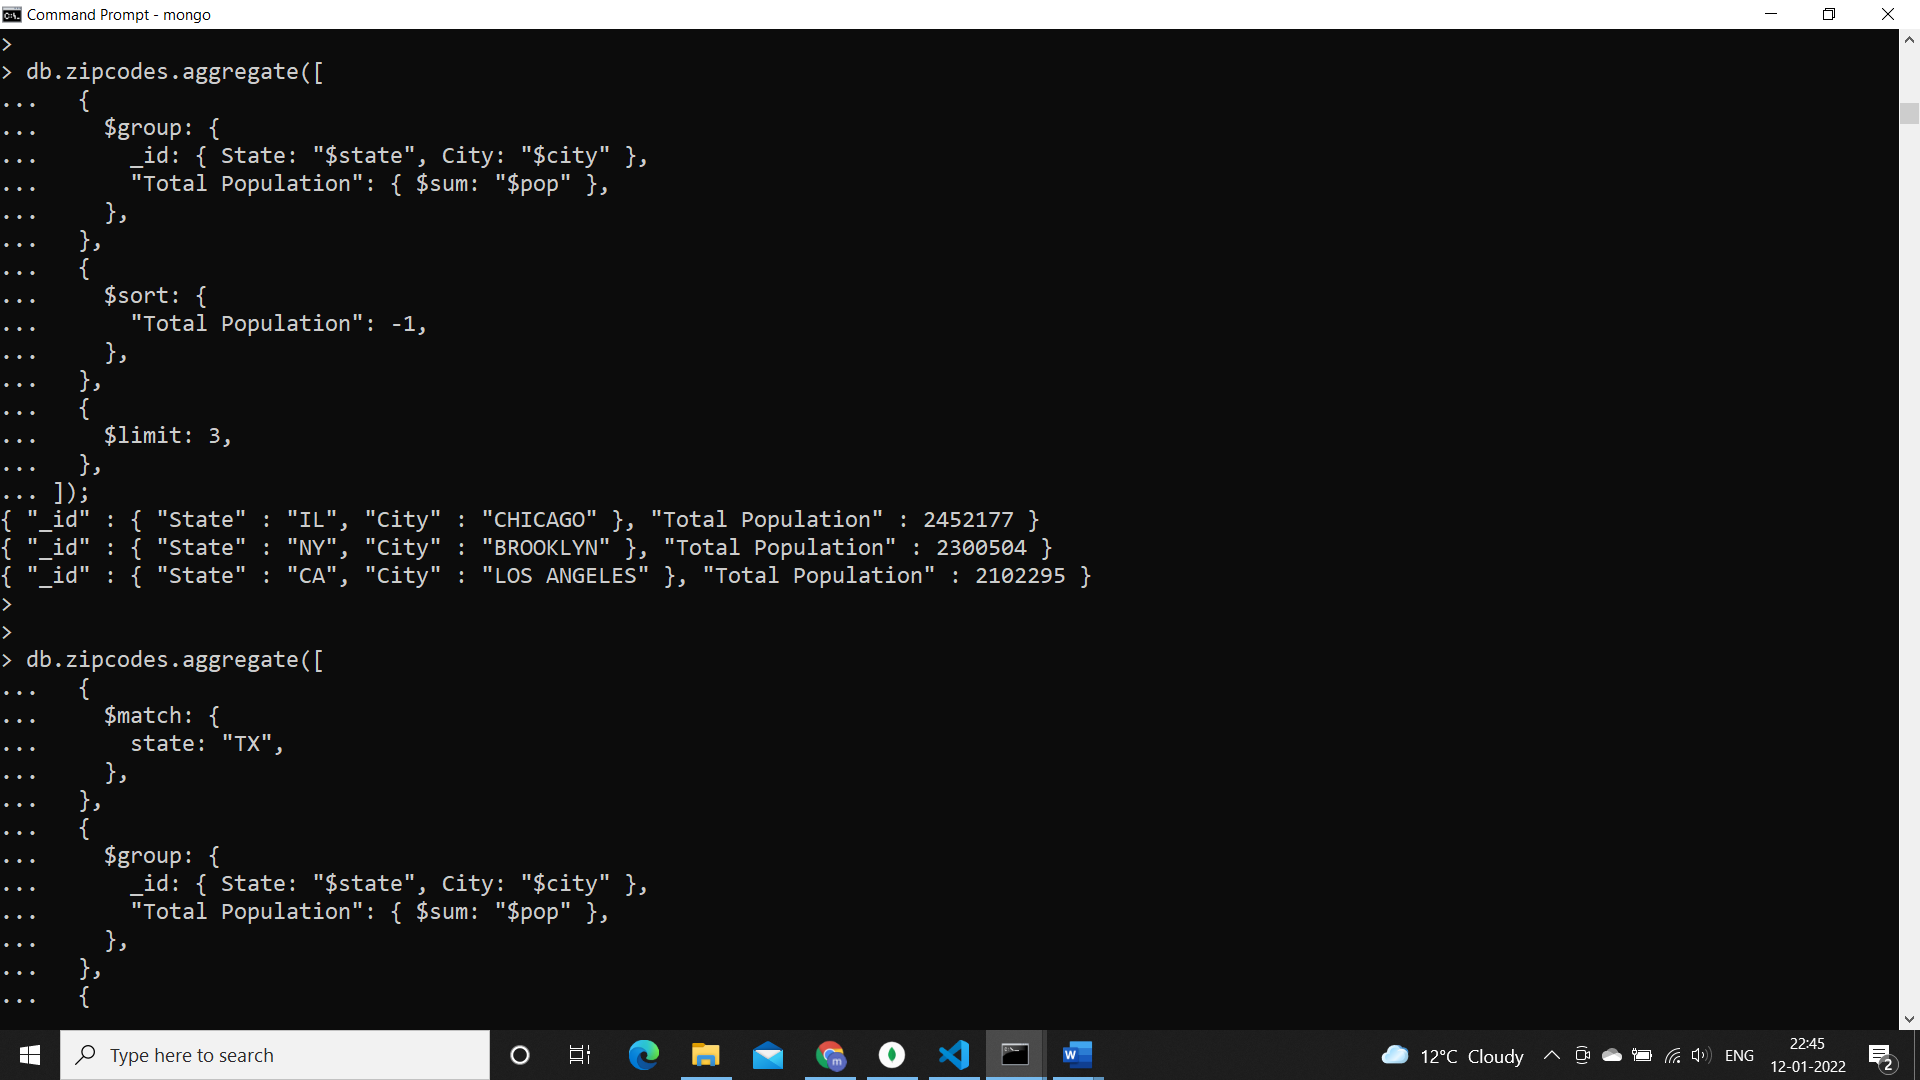 Command Prompt - mongo
>
> db.zipcodes.aggregate([
...   {
...     $group: {
...       _id: { State: "$state", City: "$city" },
...       "Total Population": { $sum: "$pop" },
...     },
...   },
...   {
...     $sort: {
...       "Total Population": -1,
...     },
...   },
...   {
...     $limit: 3,
...   },
... ]);
{ "_id" : { "State" : "IL", "City" : "CHICAGO" }, "Total Population" : 2452177 }
{ "_id" : { "State" : "NY", "City" : "BROOKLYN" }, "Total Population" : 2300504 }
{ "_id" : { "State" : "CA", "City" : "LOS ANGELES" }, "Total Population" : 2102295 }
>
>
> db.zipcodes.aggregate([
...   {
...     $match: {
...       state: "TX",
...     },
...   },
...   {
...     $group: {
...       _id: { State: "$state", City: "$city" },
...       "Total Population": { $sum: "$pop" },
...     },
...   },
...   {
Type here to search
12°C Cloudy
ENG
22:45
12-01-2022
2